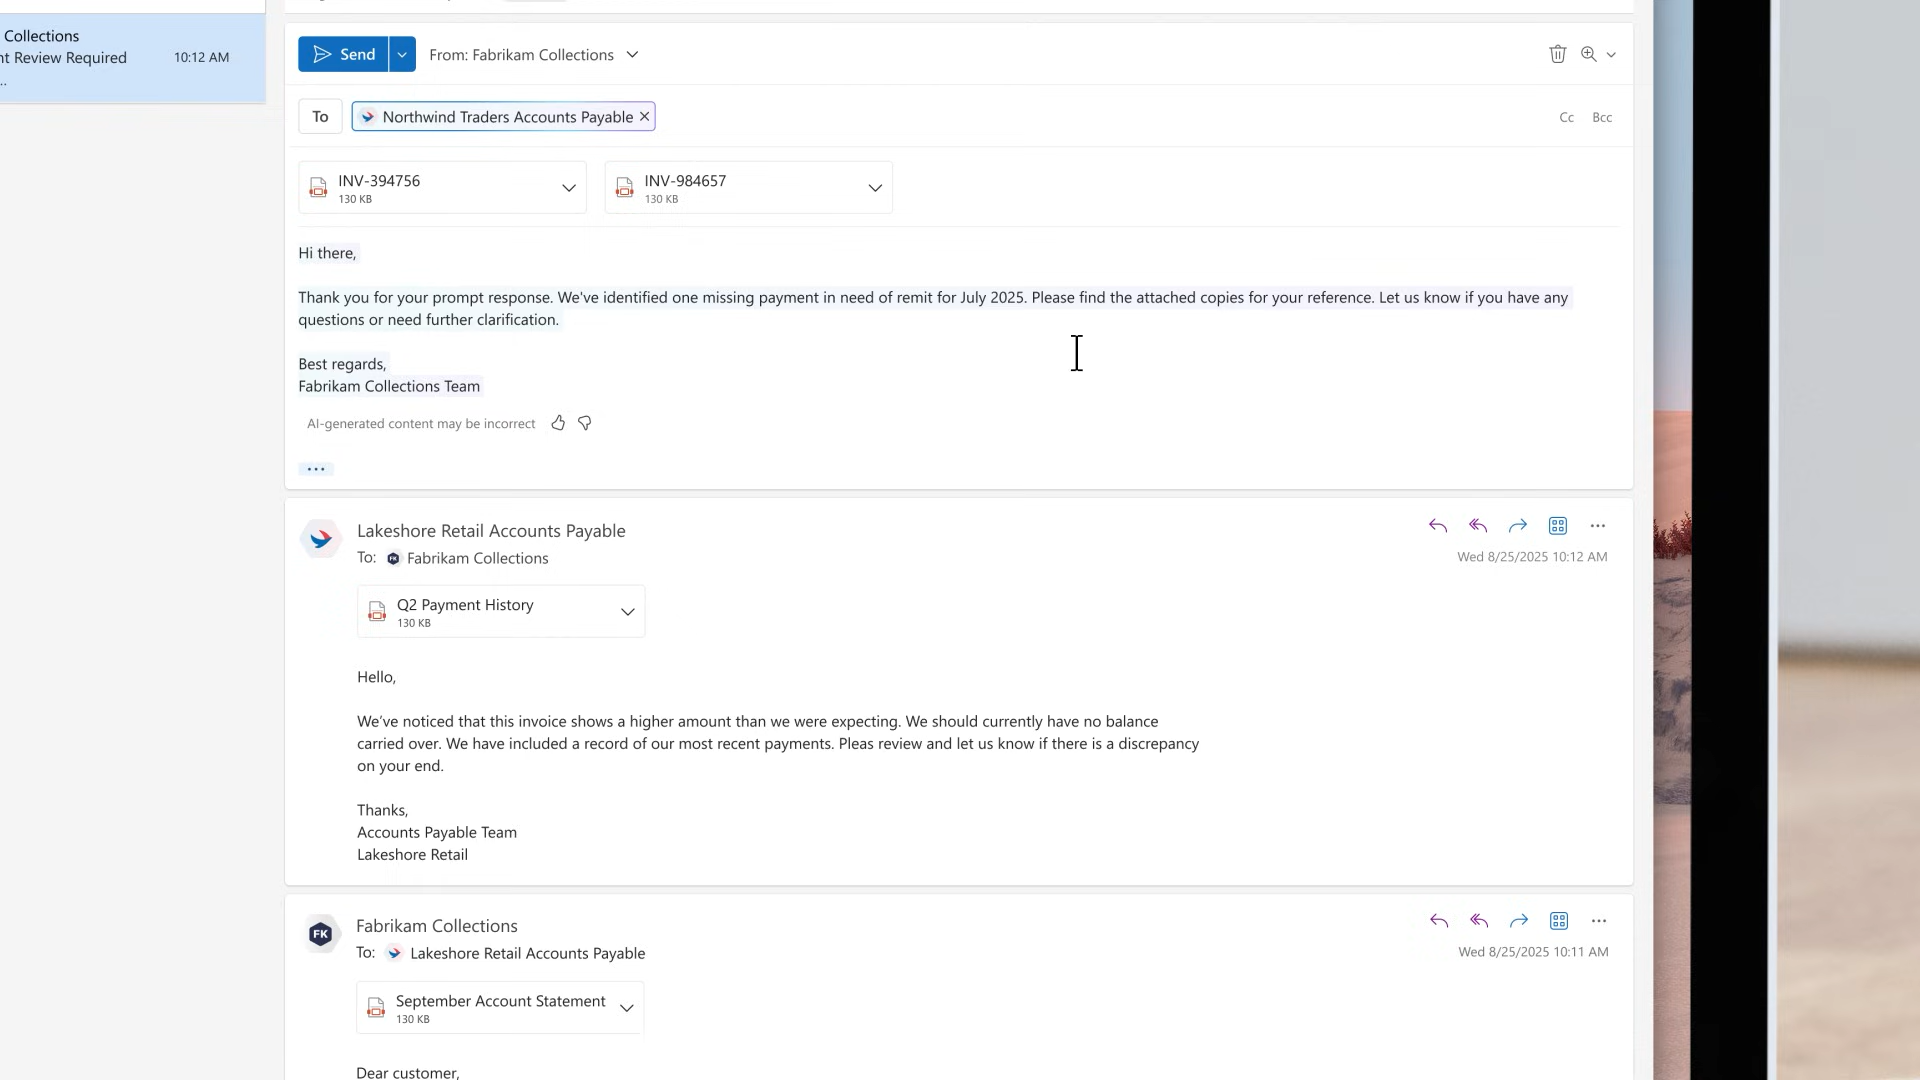 Collections
nt Review Required
10:12 AM
..
Send
From: Fabrikam Collections
To
Northwind Traders Accounts Payable
Cc
Bcc
INV-394756
130 KB
INV-984657
130 KB
Hi there,
Thank you for your prompt response. We've identified one missing payment in need of remit for July 2025. Please find the attached copies for your reference. Let us know if you have any
questions or need further clarification.
Best regards,
Fabrikam Collections Team
AI-generated content may be incorrect
Lakeshore Retail Accounts Payable
To: Fabrikam Collections
Wed 8/25/2025 10:12 AM
Q2 Payment History
130 KB
Hello,
We've noticed that this invoice shows a higher amount than we were expecting. We should currently have no balance
carried over. We have included a record of our most recent payments. Pleas review and let us know if there is a discrepancy
on your end.
Thanks,
Accounts Payable Team
Lakeshore Retail
FK
Fabrikam Collections
To: Lakeshore Retail Accounts Payable
Wed 8/25/2025 10:11 AM
September Account Statement
130 KB
Dear customer,